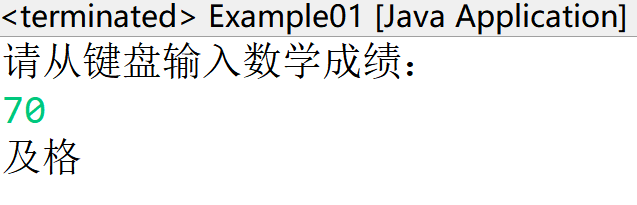 <terminated> Example01 [Java Application]
请从键盘输入数学成绩：
70
及格